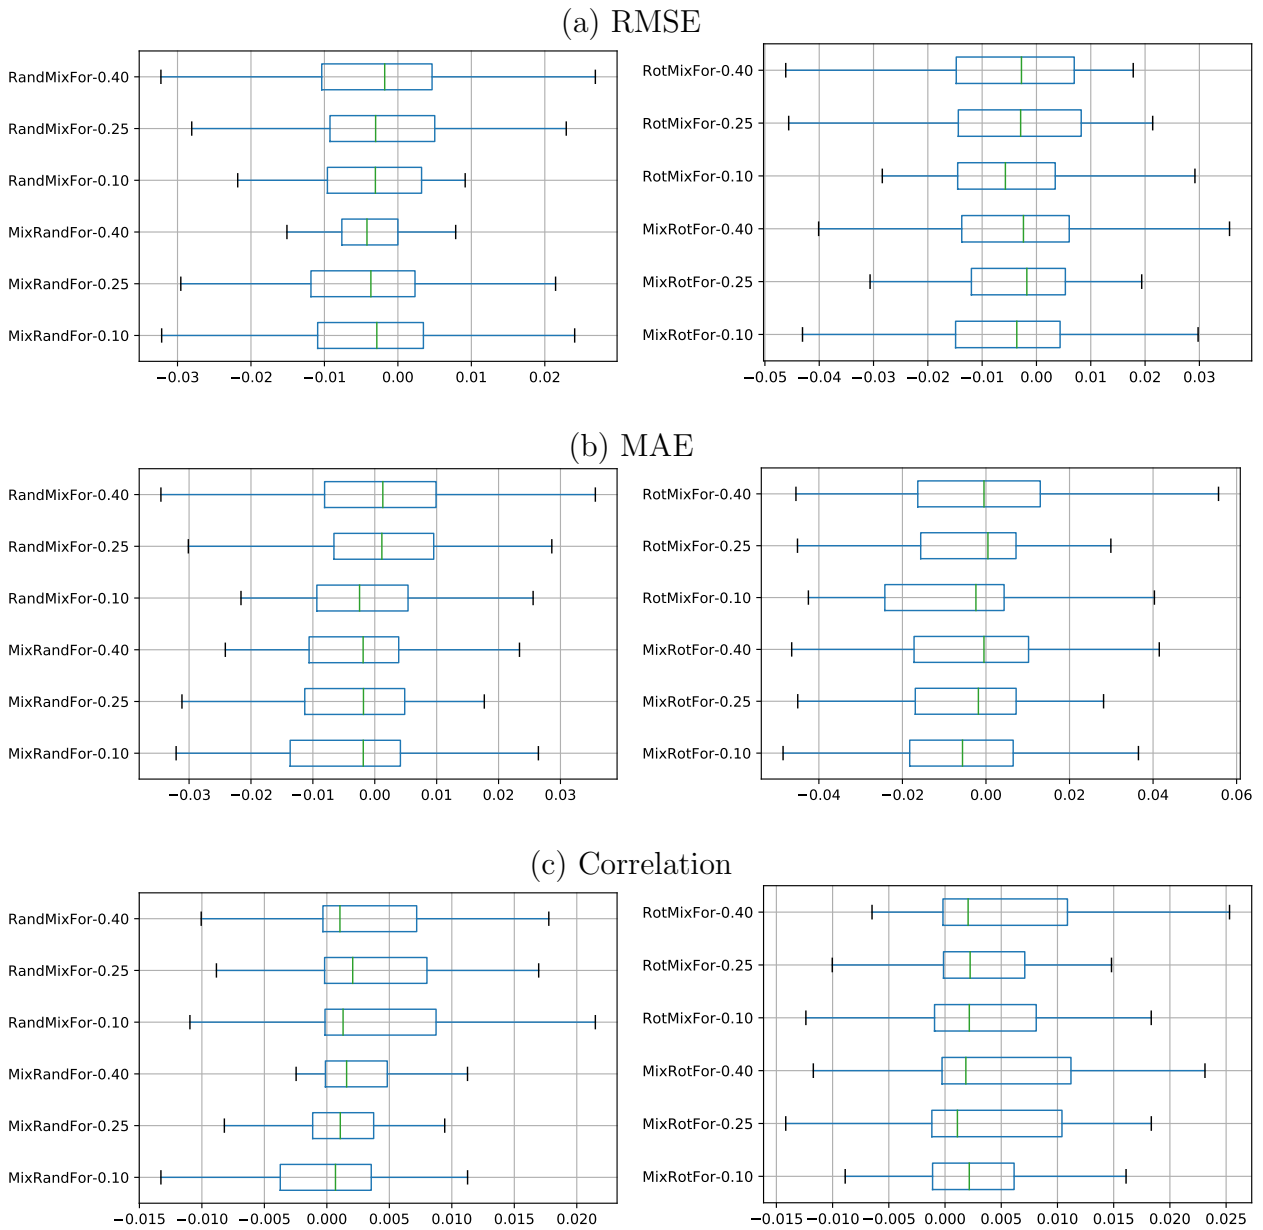 (a) RMSE
RandMixFor-0.40
RandMixFor-0.25
RandMixFor-0.10
MixRandFor-0.40
MixRandFor-0.25
MixRandFor-0.10
−0.03 −0.02 −0.01 0.00 0.01 0.02
RotMixFor-0.40
RotMixFor-0.25
RotMixFor-0.10
MixRotFor-0.40
MixRotFor-0.25
MixRotFor-0.10
−0.05 −0.04 −0.03 −0.02 −0.01 0.00 0.01 0.02 0.03
(b) MAE
RandMixFor-0.40
RandMixFor-0.25
RandMixFor-0.10
MixRandFor-0.40
MixRandFor-0.25
MixRandFor-0.10
−0.03 −0.02 −0.01 0.00 0.01 0.02 0.03
RotMixFor-0.40
RotMixFor-0.25
RotMixFor-0.10
MixRotFor-0.40
MixRotFor-0.25
MixRotFor-0.10
−0.04 −0.02 0.00 0.02 0.04 0.06
(c) Correlation
RandMixFor-0.40
RandMixFor-0.25
RandMixFor-0.10
MixRandFor-0.40
MixRandFor-0.25
MixRandFor-0.10
−0.015 −0.010 −0.005 0.000 0.005 0.010 0.015 0.020
RotMixFor-0.40
RotMixFor-0.25
RotMixFor-0.10
MixRotFor-0.40
MixRotFor-0.25
MixRotFor-0.10
−0.015 −0.010 −0.005 0.000 0.005 0.010 0.015 0.020 0.025